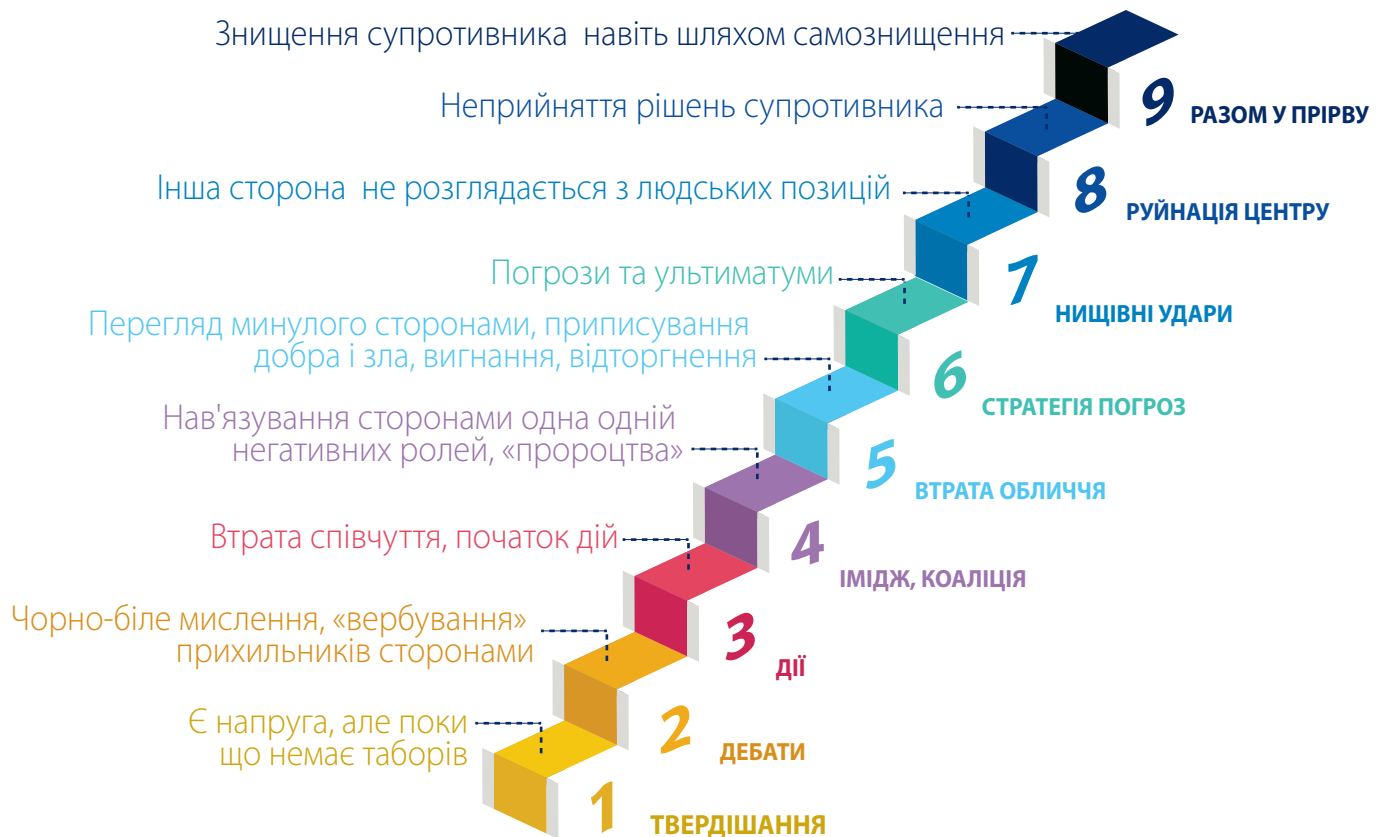 Знищення супротивника навіть шляхом самознищення
9 РАЗОМ У ПРІРВУ
Неприйняття рішень супротивника
8 РУЙНАЦІЯ ЦЕНТРУ
Інша сторона не розглядається з людських позицій
7 НИЩІВНІ УДАРИ
Погрози та ультиматуми
6 СТРАТЕГІЯ ПОГРОЗ
Перегляд минулого сторонами, приписування
добра і зла, вигнання, відторгнення
5 ВТРАТА ОБЛИЧЧЯ
Нав'язування сторонами одна одній
негативних ролей, «пророцтва»
4 ІМІДЖ, КОАЛІЦІЯ
Втрата співчуття, початок дій
3 ДІЇ
Чорно-біле мислення, «вербування»
прихильників сторонами
2 ДЕБАТИ
Є напруга, але поки
що немає таборів
1 ТВЕРДІШАННЯ